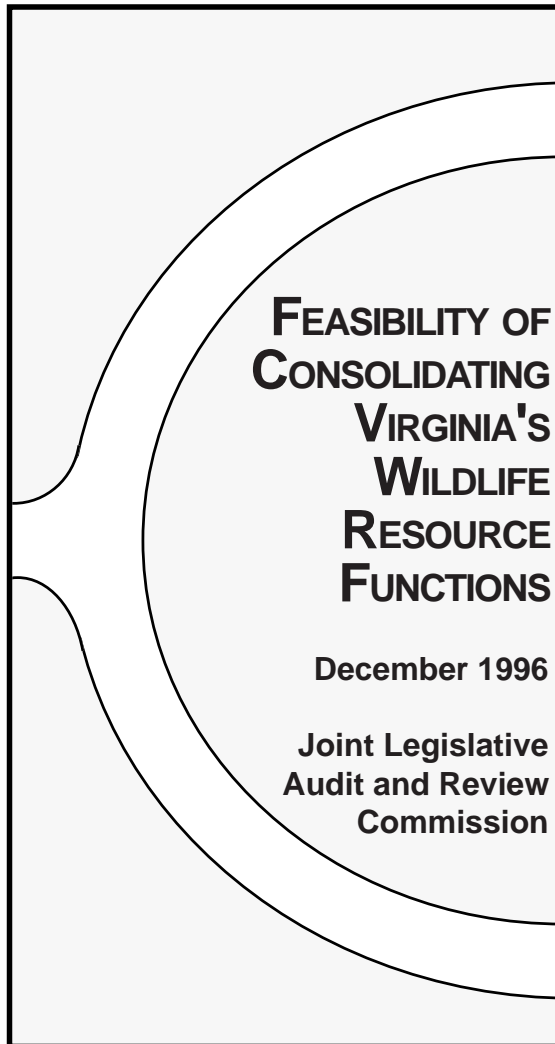 FEASIBILITY OF
CONSOLIDATING
VIRGINIA'S
WILDLIFE
RESOURCE
FUNCTIONS
December 1996
Joint Legislative
Audit and Review
Commission